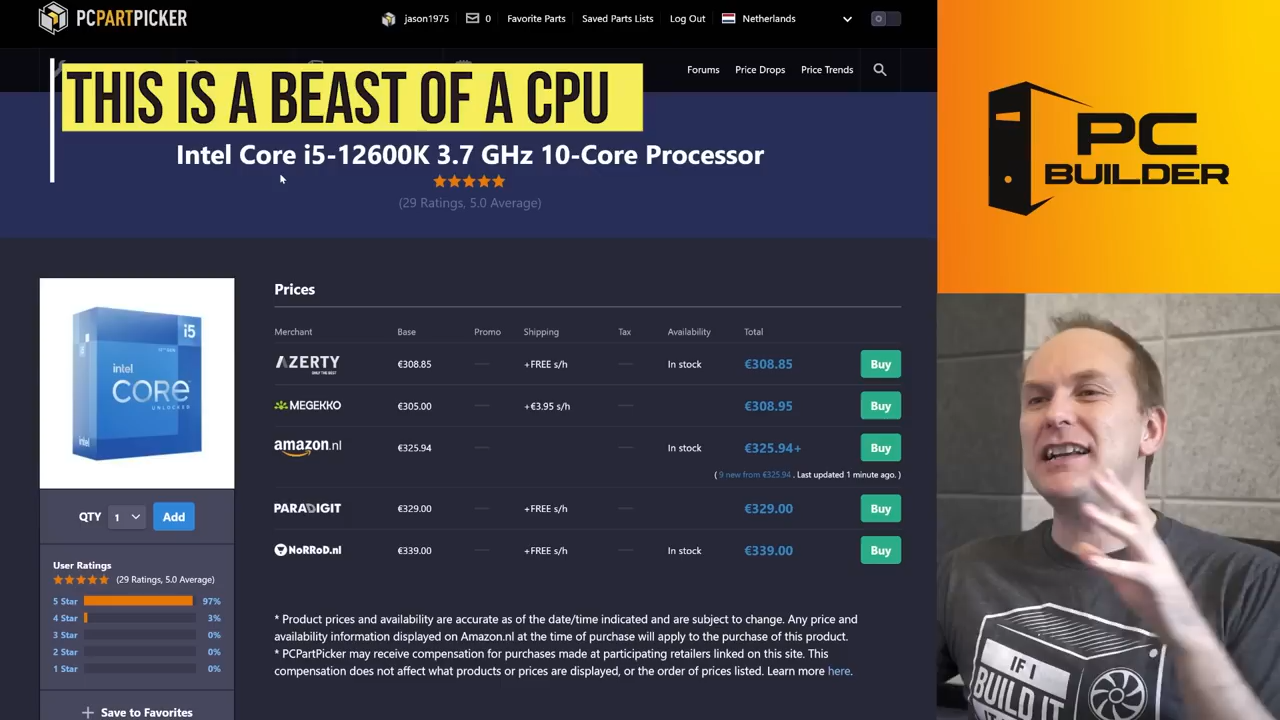 PCPARTPICKER
jason1975
0
Favorite Parts
Saved Parts Lists
Log Out
Netherlands
Forums
Price Drops
Price Trends
THIS IS A BEAST OF A CPU
Intel Core i5-12600K 3.7 GHz 10-Core Processor
(29 Ratings, 5.0 Average)
PC
BUILDER
Prices
Merchant Base Promo Shipping Tax Availability Total
AZERTY €308.85 — +FREE s/h — In stock €308.85 Buy
MEGEKKO €305.00 — +€3.95 s/h — €308.95 Buy
amazon.nl €325.94 In stock €325.94+ Buy
( 9 new from €325.94 . Last updated 1 minute ago. )
PARADIGIT €329.00 — +FREE s/h — €329.00 Buy
NoRRoD.nl €339.00 — +FREE s/h — In stock €339.00 Buy
* Product prices and availability are accurate as of the date/time indicated and are subject to change. Any price and
availability information displayed on Amazon.nl at the time of purchase will apply to the purchase of this product.
* PCPartPicker may receive compensation for purchases made at participating retailers linked on this site. This
compensation does not affect what products or prices are displayed, or the order of prices listed. Learn more here.
i5
intel
CORE
UNLOCKED
intel
QTY 1 Add
User Ratings
(29 Ratings, 5.0 Average)
5 Star 97%
4 Star 3%
3 Star 0%
2 Star 0%
1 Star 0%
+ Save to Favorites
IF I
BUILD IT